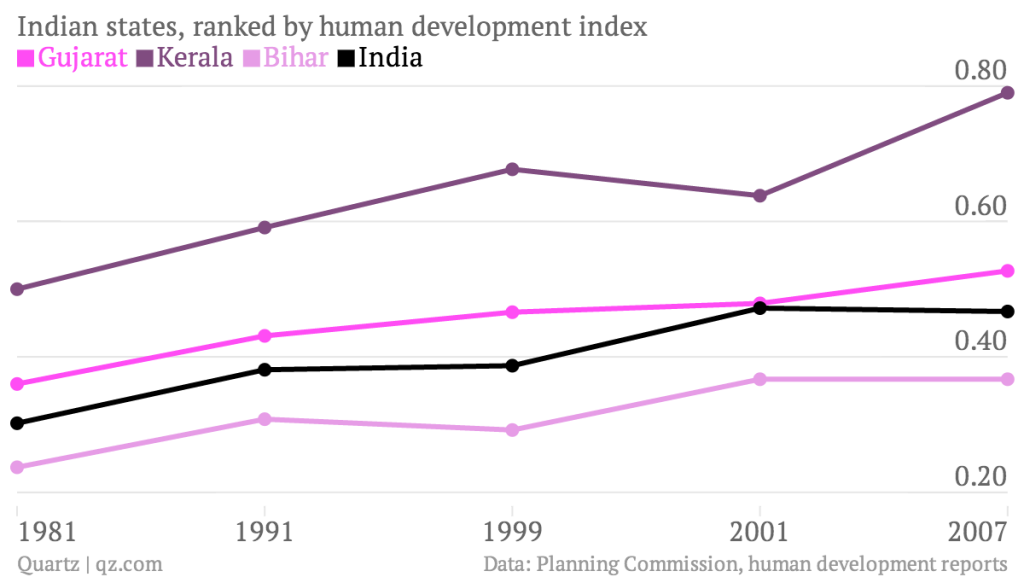 Indian states, ranked by human development index
Gujarat Kerala Bihar India
0.80
0.60
0.40
0.20
1981 1991 1999 2001 2007
Quartz | qz.com Data: Planning Commission, human development reports